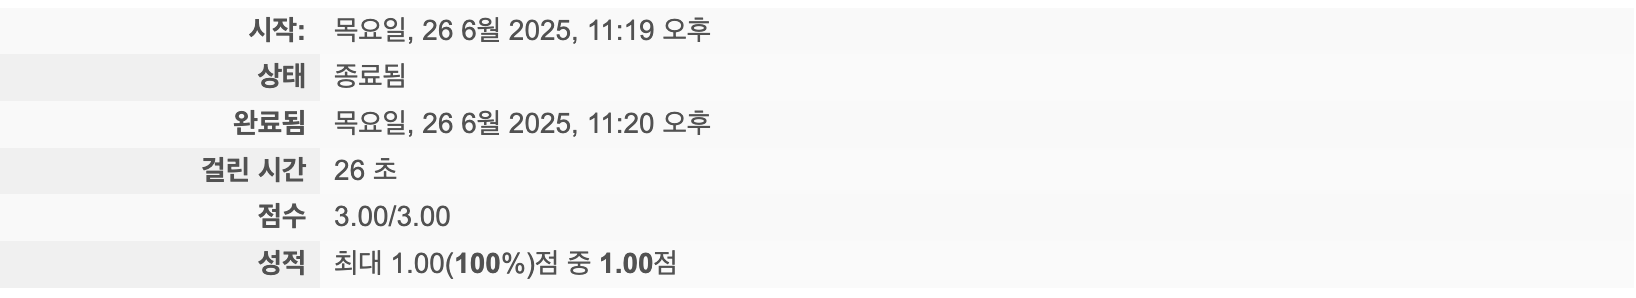 시작: 목요일, 26 6월 2025, 11:19 오후
상태 종료됨
완료됨 목요일, 26 6월 2025, 11:20 오후
걸린 시간 26 초
점수 3.00/3.00
성적 최대 1.00(100%)점 중 1.00점